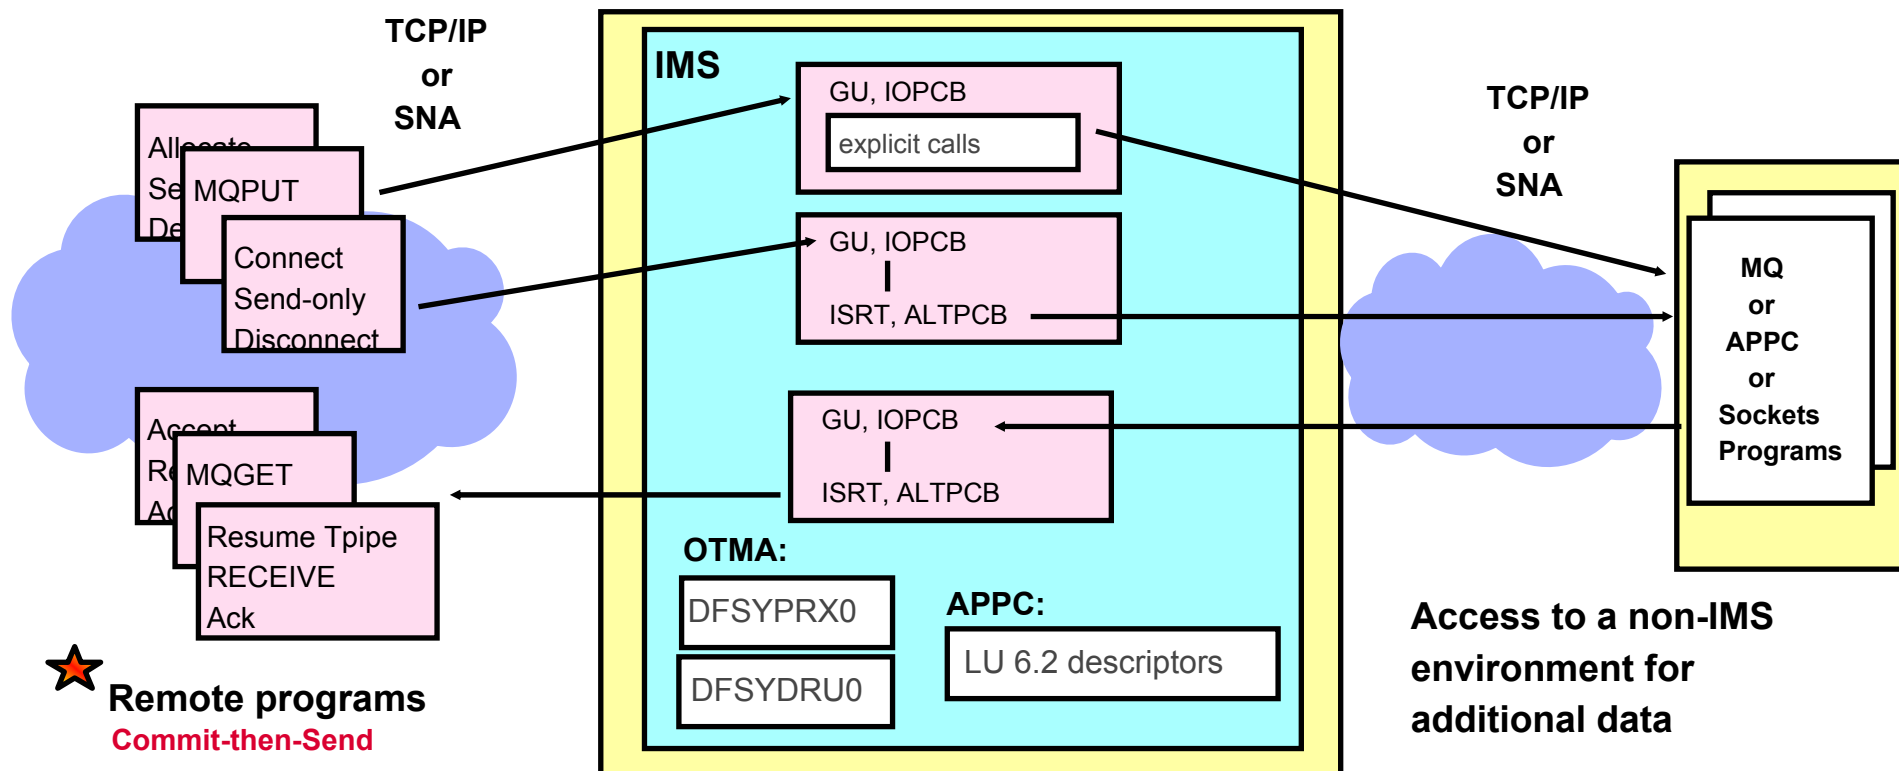 TCP/IP
or
SNA
MQPUT
Connect
Send-only
Disconnect
MQGET
Resume Tpipe
RECEIVE
Ack
Remote programs
Commit-then-Send
IMS
GU, IOPCB
explicit calls
GU, IOPCB
ISRT, ALTPCB
GU, IOPCB
ISRT, ALTPCB
OTMA:
DFSYPRX0
DFSYDRU0
APPC:
LU 6.2 descriptors
TCP/IP
or
SNA
MQ
or
APPC
or
Sockets
Programs
Access to a non-IMS
environment for
additional data